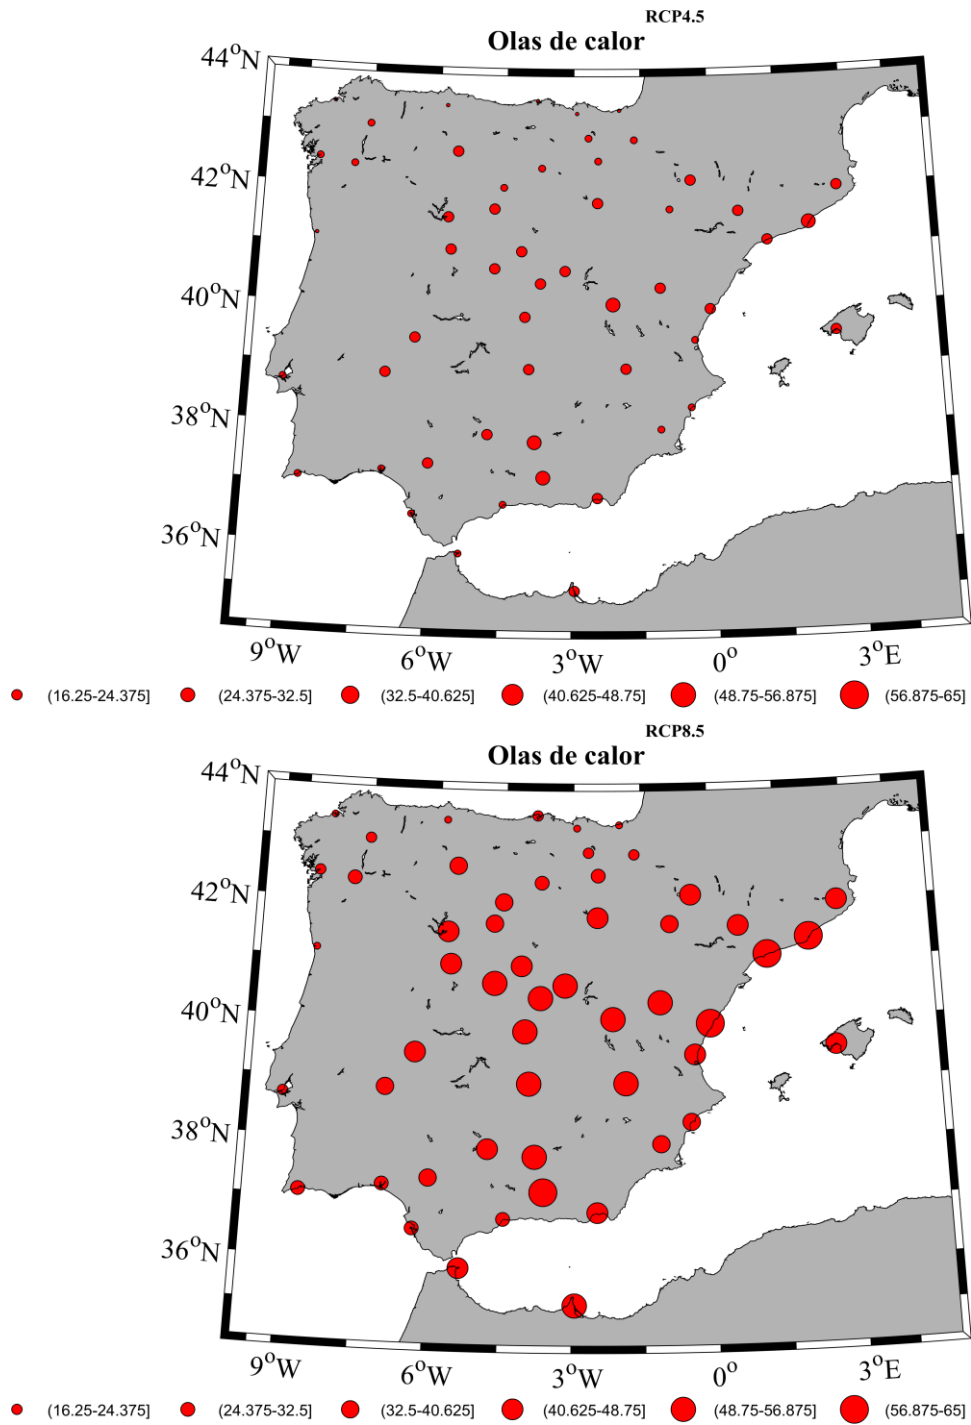 RCP4.5
Olas de calor
44°N
42°N
40°N
38°N
36°N
9°W 6°W 3°W 0° 3°E
(16.25-24.375] (24.375-32.5] (32.5-40.625] (40.625-48.75] (48.75-56.875] (56.875-65]
RCP8.5
Olas de calor
44°N
42°N
40°N
38°N
36°N
9°W 6°W 3°W 0° 3°E
(16.25-24.375] (24.375-32.5] (32.5-40.625] (40.625-48.75] (48.75-56.875] (56.875-65]